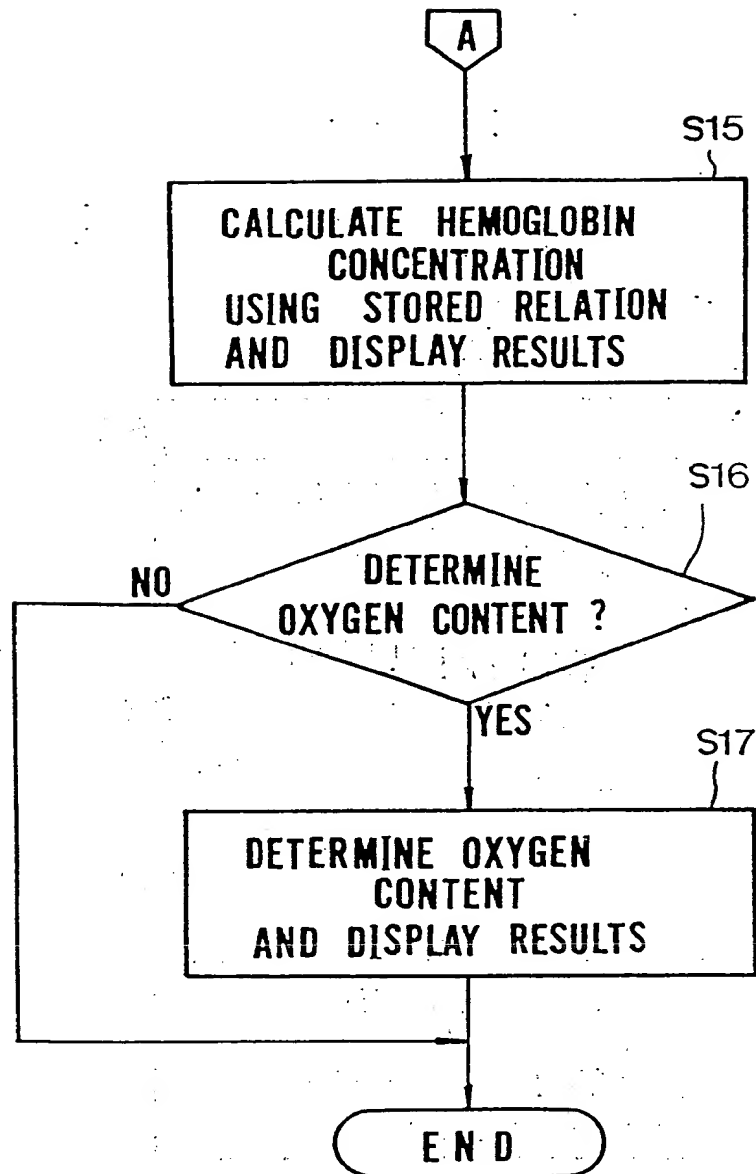 A
S15
CALCULATE HEMOGLOBIN
CONCENTRATION
USING STORED RELATION
AND DISPLAY RESULTS
S16
NO
DETERMINE
OXYGEN CONTENT ?
YES
S17
DETERMINE OXYGEN
CONTENT
AND DISPLAY RESULTS
END